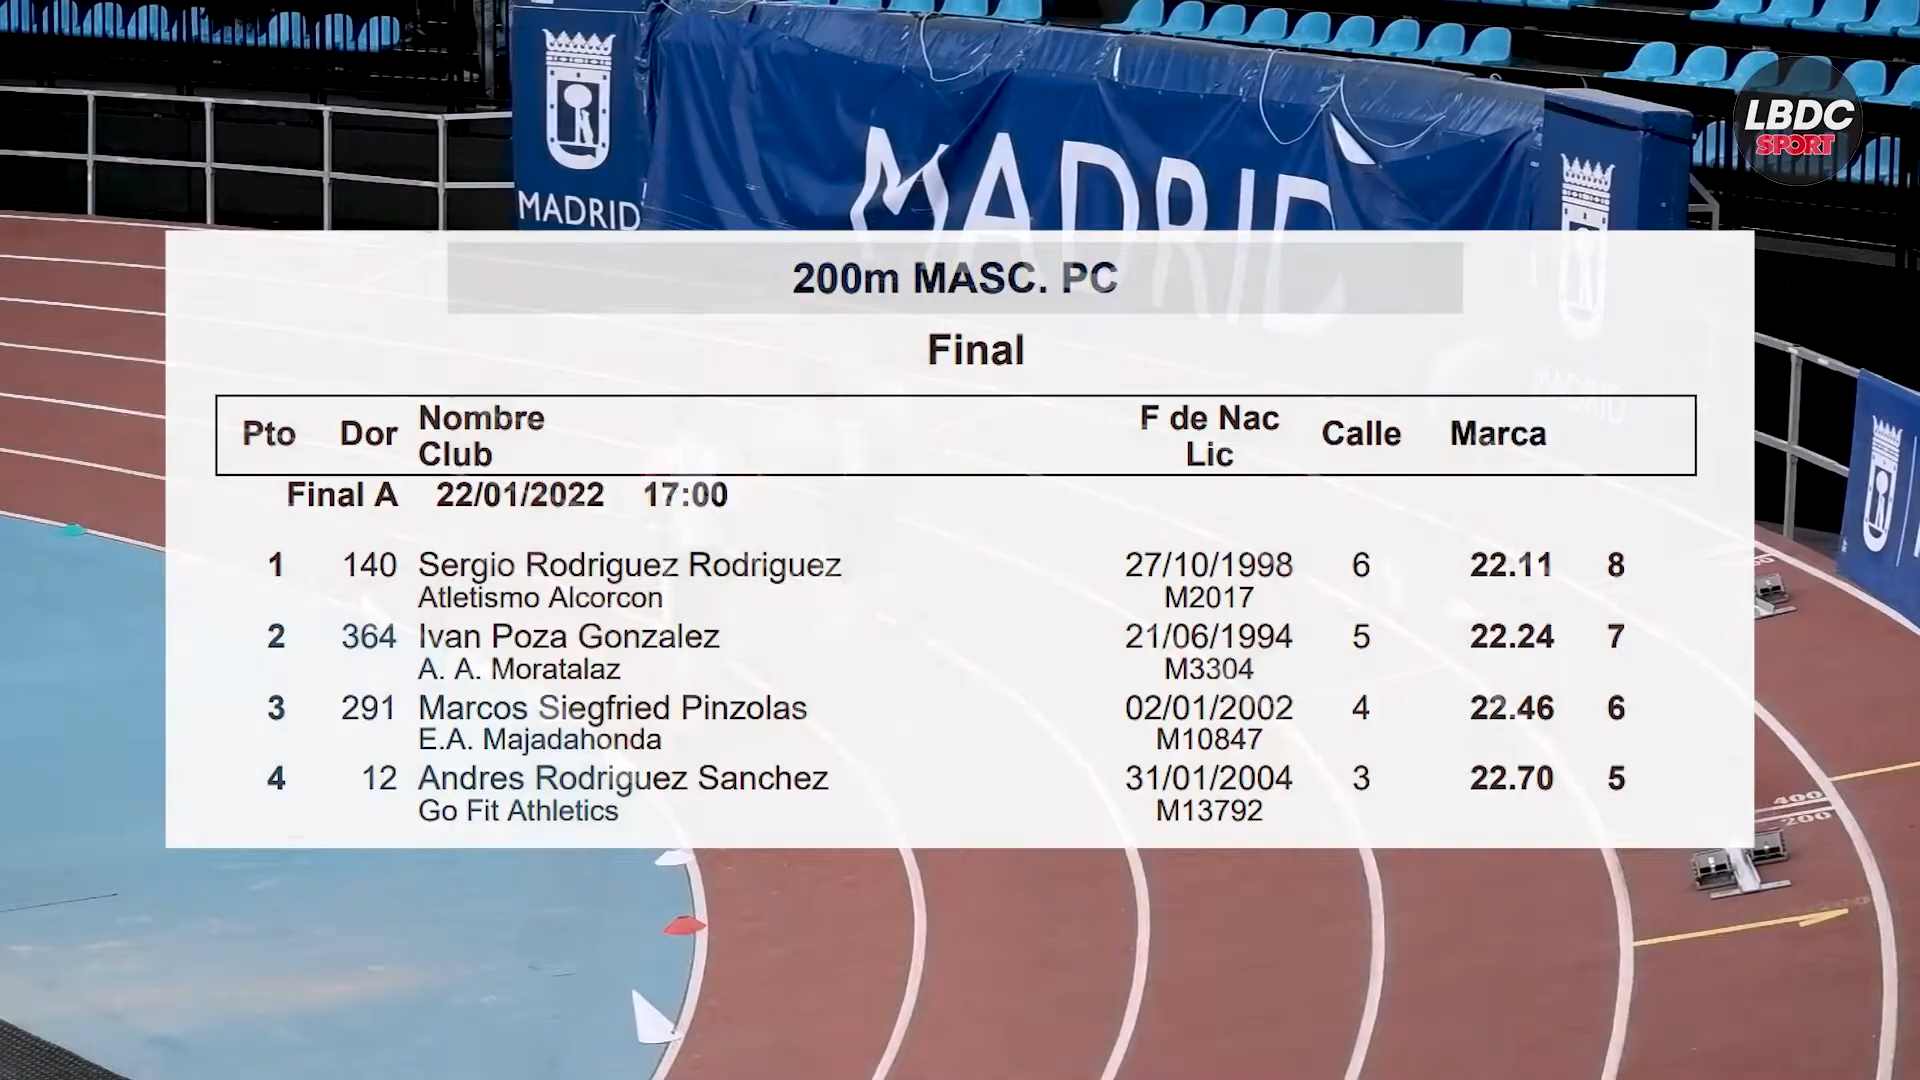 MADRID
MADRID
LBDC
SPORT
200m MASC. PC
Final
Pto Dor Nombre Club F de Nac Lic Calle Marca
Final A 22/01/2022 17:00
1 140 Sergio Rodriguez Rodriguez 27/10/1998 6 22.11 8
Atletismo Alcorcon M2017
2 364 Ivan Poza Gonzalez 21/06/1994 5 22.24 7
A. A. Moratalaz M3304
3 291 Marcos Siegfried Pinzolas 02/01/2002 4 22.46 6
E.A. Majadahonda M10847
4 12 Andres Rodriguez Sanchez 31/01/2004 3 22.70 5
Go Fit Athletics M13792
400
200